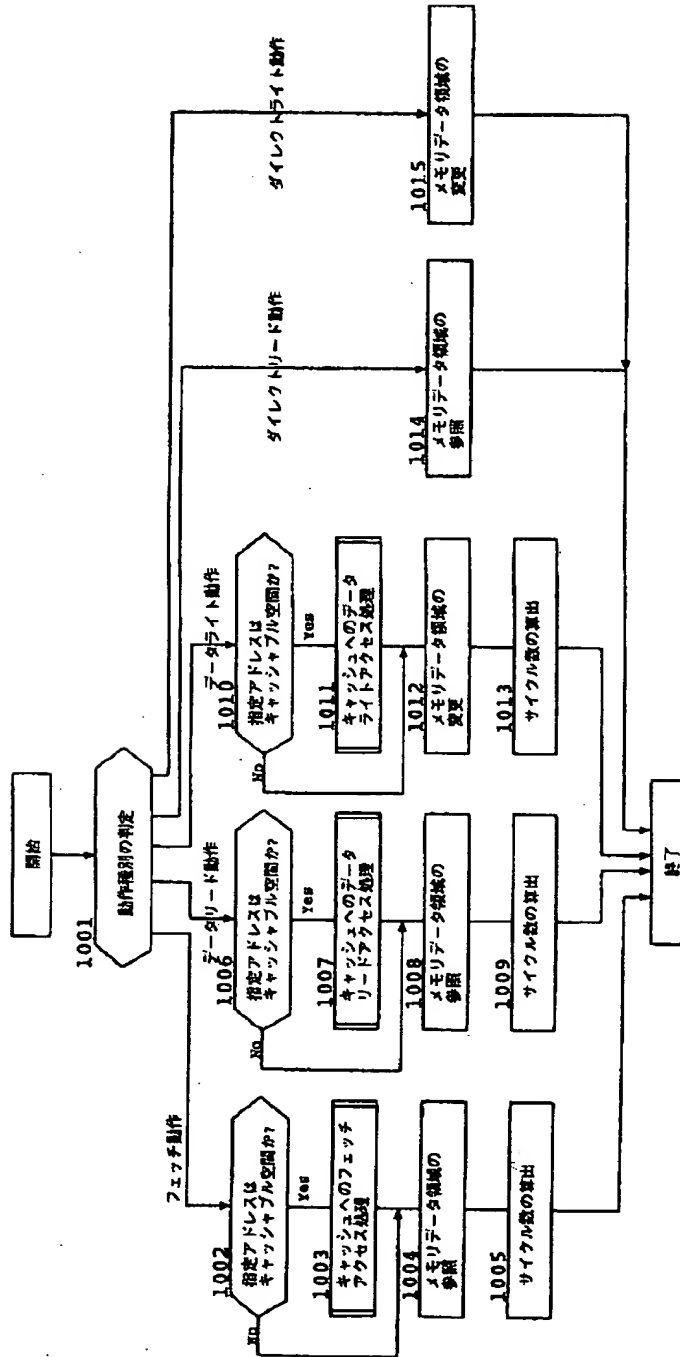 開始
1001
動作種別の判定
フェッチ動作
1002
指定アドレスは
キャッシャブル空間か?
No
Yes
1003
キャッシュへのフェッチ
アクセス処理
1004
メモリデータ領域の
参照
1005
サイクル数の算出
データリード動作
1006
指定アドレスは
キャッシャブル空間か?
No
Yes
1007
キャッシュへのデータ
リードアクセス処理
1008
メモリデータ領域の
参照
1009
サイクル数の算出
データライト動作
1010
指定アドレスは
キャッシャブル空間か?
No
Yes
1011
キャッシュへのデータ
ライトアクセス処理
1012
メモリデータ領域の
変更
1013
サイクル数の算出
ダイレクトリード動作
1014
メモリデータ領域の
参照
ダイレクトライト動作
1015
メモリデータ領域の
変更
終了